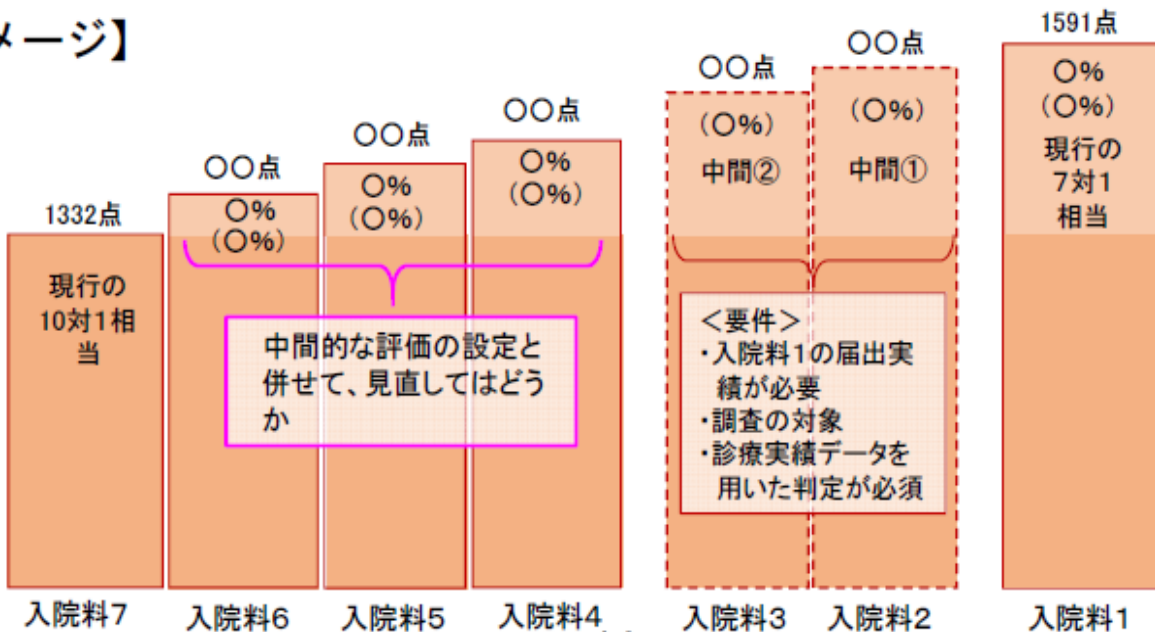 メージ】
1591点
〇%
(〇%)
現行の
7対1
相当
〇〇点
(〇%)
中間①
〇〇点
(〇%)
中間②
〇〇点
〇%
(〇%)
〇〇点
〇%
(〇%)
〇〇点
〇%
(〇%)
1332点
現行の
10対1相
当
中間的な評価の設定と
併せて、見直してはどう
か
<要件>
・入院料1の届出実
績が必要
・調査の対象
・診療実績データを
用いた判定が必須
入院料7
入院料6
入院料5
入院料4
入院料3
入院料2
入院料1